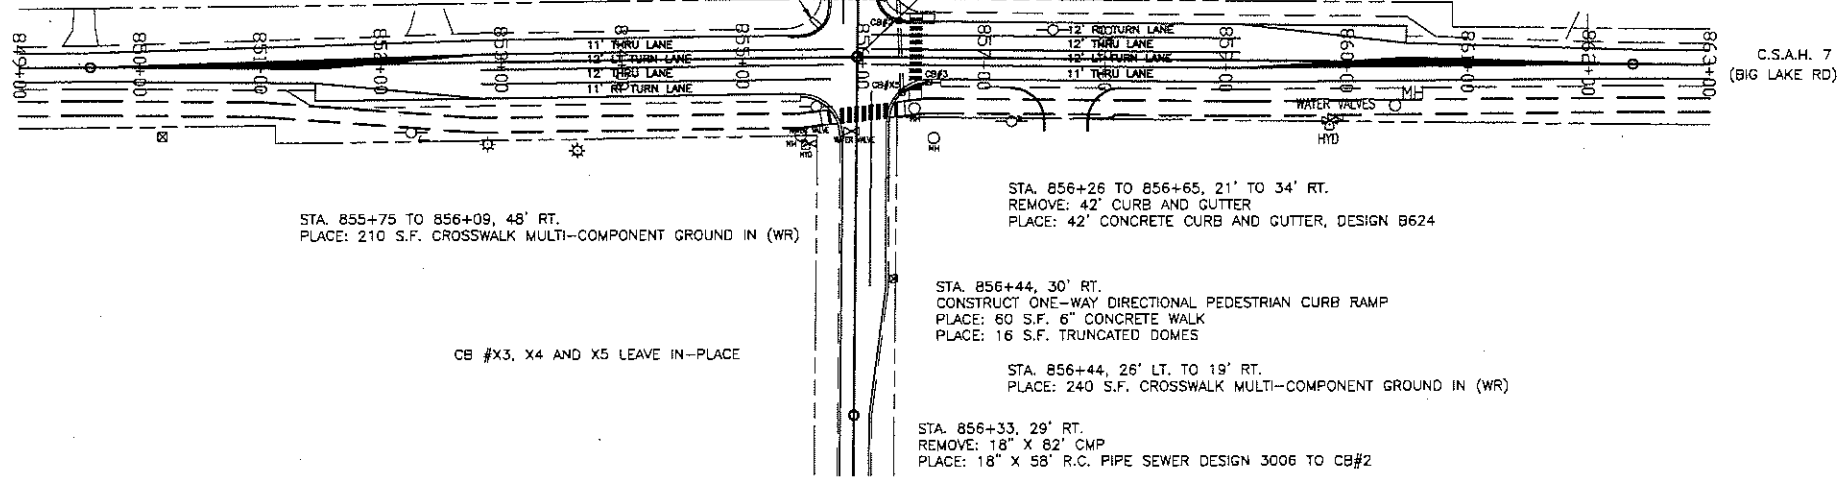 849+00
850+00
851+00
852+00
853+00
855+00
857+00
860+00
862+00
863+00
11' THRU LANE
12' LT TURN LANE
12' THRU LANE
11' RT TURN LANE
12' RT TURN LANE
12' THRU LANE
12' LT TURN LANE
11' THRU LANE
CB#3
CB#X5
MH
WATER VALVES
HYD
MH
HYD
WATER VALVE
MH
C.S.A.H. 7
(BIG LAKE RD)
STA. 855+75 TO 856+09, 48' RT.
PLACE: 210 S.F. CROSSWALK MULTI-COMPONENT GROUND IN (WR)
CB #X3, X4 AND X5 LEAVE IN-PLACE
STA. 856+26 TO 856+65, 21' TO 34' RT.
REMOVE: 42' CURB AND GUTTER
PLACE: 42' CONCRETE CURB AND GUTTER, DESIGN B624
STA. 856+44, 30' RT.
CONSTRUCT ONE-WAY DIRECTIONAL PEDESTRIAN CURB RAMP
PLACE: 60 S.F. 6" CONCRETE WALK
PLACE: 16 S.F. TRUNCATED DOMES
STA. 856+44, 26' LT. TO 19' RT.
PLACE: 240 S.F. CROSSWALK MULTI-COMPONENT GROUND IN (WR)
STA. 856+33, 29' RT.
REMOVE: 18" X 82' CMP
PLACE: 18" X 58' R.C. PIPE SEWER DESIGN 3006 TO CB#2